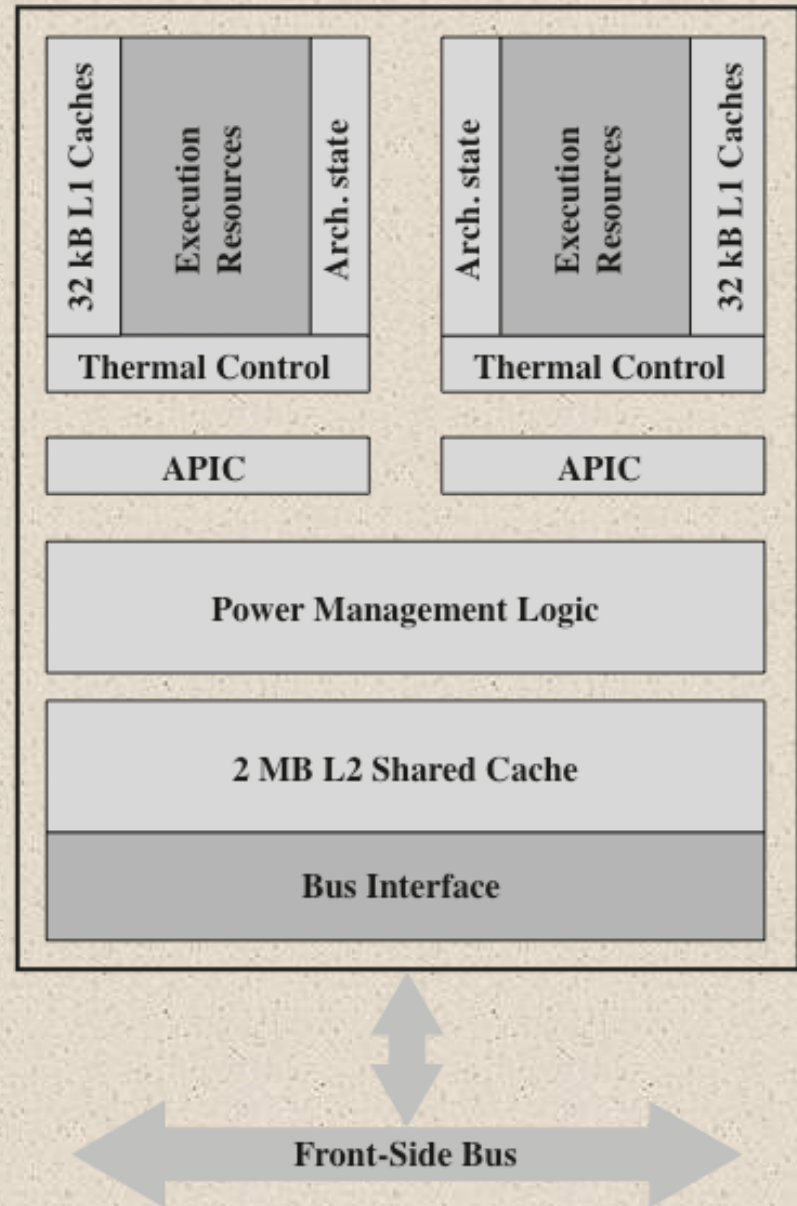 32 kB L1 Caches
Execution
Resources
Arch. state
Arch. state
Execution
Resources
32 kB L1 Caches
Thermal Control
Thermal Control
APIC
APIC
Power Management Logic
2 MB L2 Shared Cache
Bus Interface
Front-Side Bus